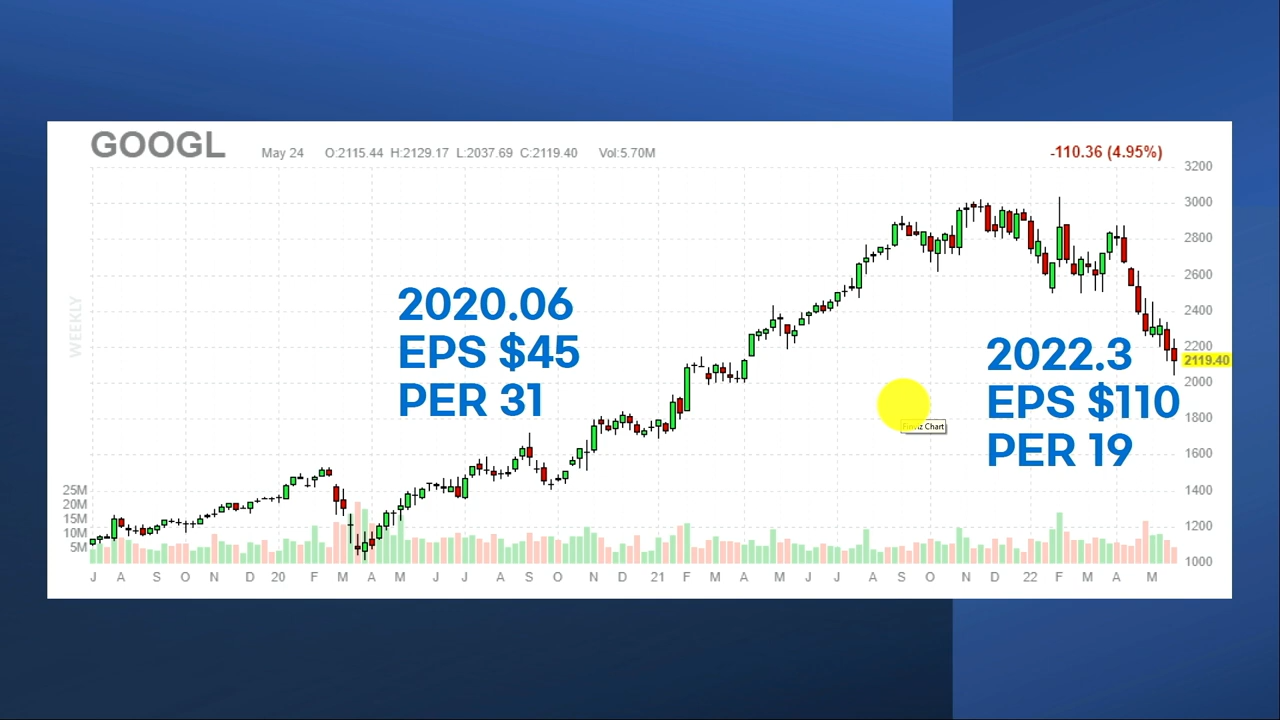 GOOGL
May 24 O:2115.44 H:2129.17 L:2037.69 C:2119.40 Vol:5.70M
-110.36 (4.95%)
WEEKLY
3200
3000
2800
2600
2400
2200
2119.40
2000
1800
1600
1400
1200
1000
2020.06
EPS $45
PER 31
2022.3
EPS $110
PER 19
Chart
25M
20M
15M
10M
5M
J A S O N D 20 F M A M J J A S O N D 21 F M A M J J A S O N D 22 F M A M